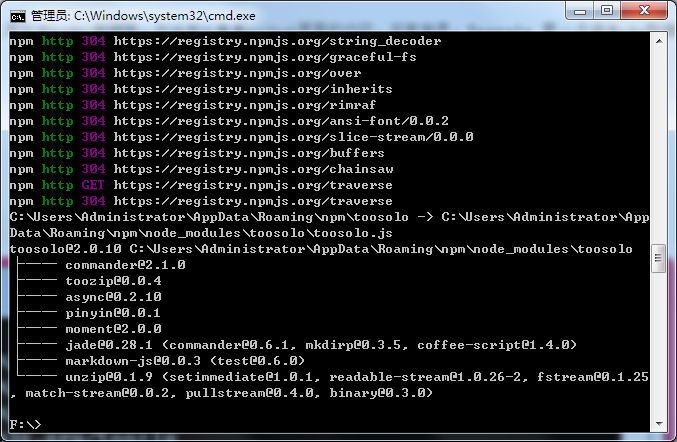 管理员: C:\Windows\system32\cmd.exe
npm http 304 https://registry.npmjs.org/string_decoder
npm http 304 https://registry.npmjs.org/graceful-fs
npm http 304 https://registry.npmjs.org/over
npm http 304 https://registry.npmjs.org/inherits
npm http 304 https://registry.npmjs.org/rimraf
npm http 304 https://registry.npmjs.org/ansi-font/0.0.2
npm http 304 https://registry.npmjs.org/slice-stream/0.0.0
npm http 304 https://registry.npmjs.org/buffers
npm http 304 https://registry.npmjs.org/chainsaw
npm http GET https://registry.npmjs.org/traverse
npm http 304 https://registry.npmjs.org/traverse
C:\Users\Administrator\AppData\Roaming\npm\toosolo -> C:\Users\Administrator\App
Data\Roaming\npm\node_modules\toosolo\toosolo.js
toosolo@2.0.10 C:\Users\Administrator\AppData\Roaming\npm\node_modules\toosolo
├── commander@2.1.0
├── toozip@0.0.4
├── async@0.2.10
├── pinyin@0.0.1
├── moment@2.0.0
├── jade@0.28.1 (commander@0.6.1, mkdirp@0.3.5, coffee-script@1.4.0)
├── markdown-js@0.0.3 (test@0.6.0)
└── unzip@0.1.9 (setimmediate@1.0.1, readable-stream@1.0.26-2, fstream@0.1.25
, match-stream@0.0.2, pullstream@0.4.0, binary@0.3.0)
F:\>